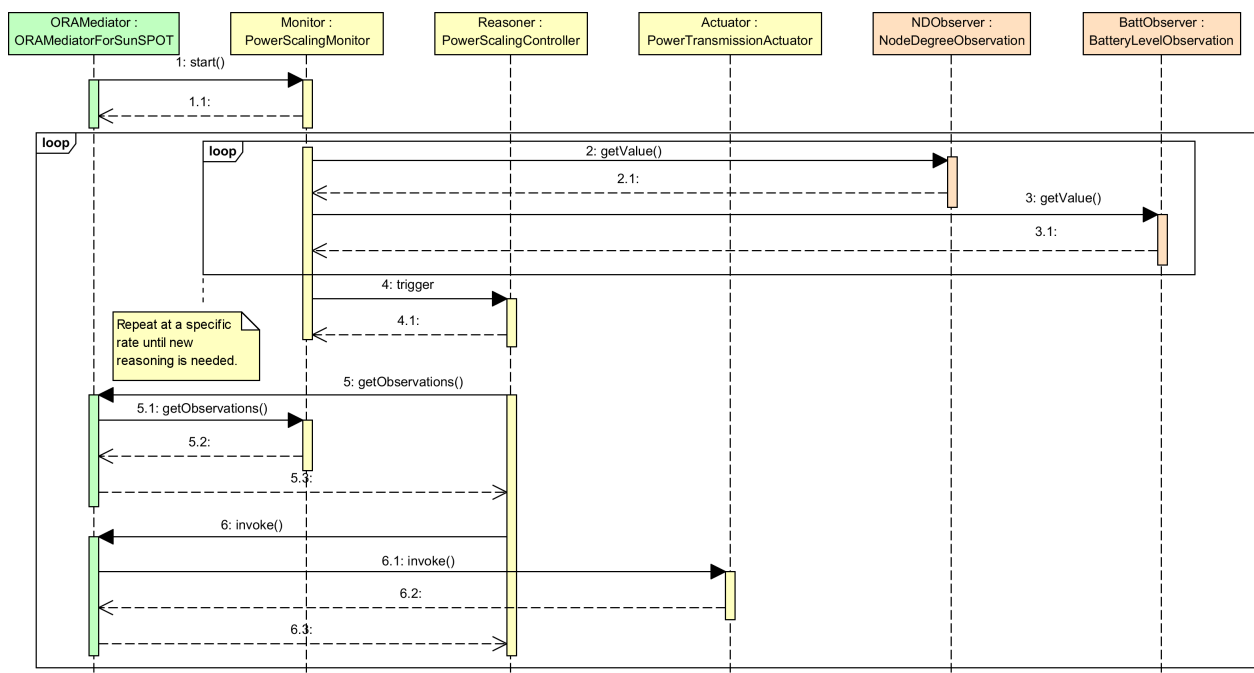 ORAMediator :
ORAMediatorForSunSPOT
Monitor :
PowerScalingMonitor
Reasoner :
PowerScalingController
Actuator :
PowerTransmissionActuator
NDObserver :
NodeDegreeObservation
BattObserver :
BatteryLevelObservation
1: start()
1.1:
loop
loop
2: getValue()
2.1:
3: getValue()
3.1:
4: trigger
4.1:
Repeat at a specific
rate until new
reasoning is needed.
5: getObservations()
5.1: getObservations()
5.2:
5.3:
6: invoke()
6.1: invoke()
6.2:
6.3: